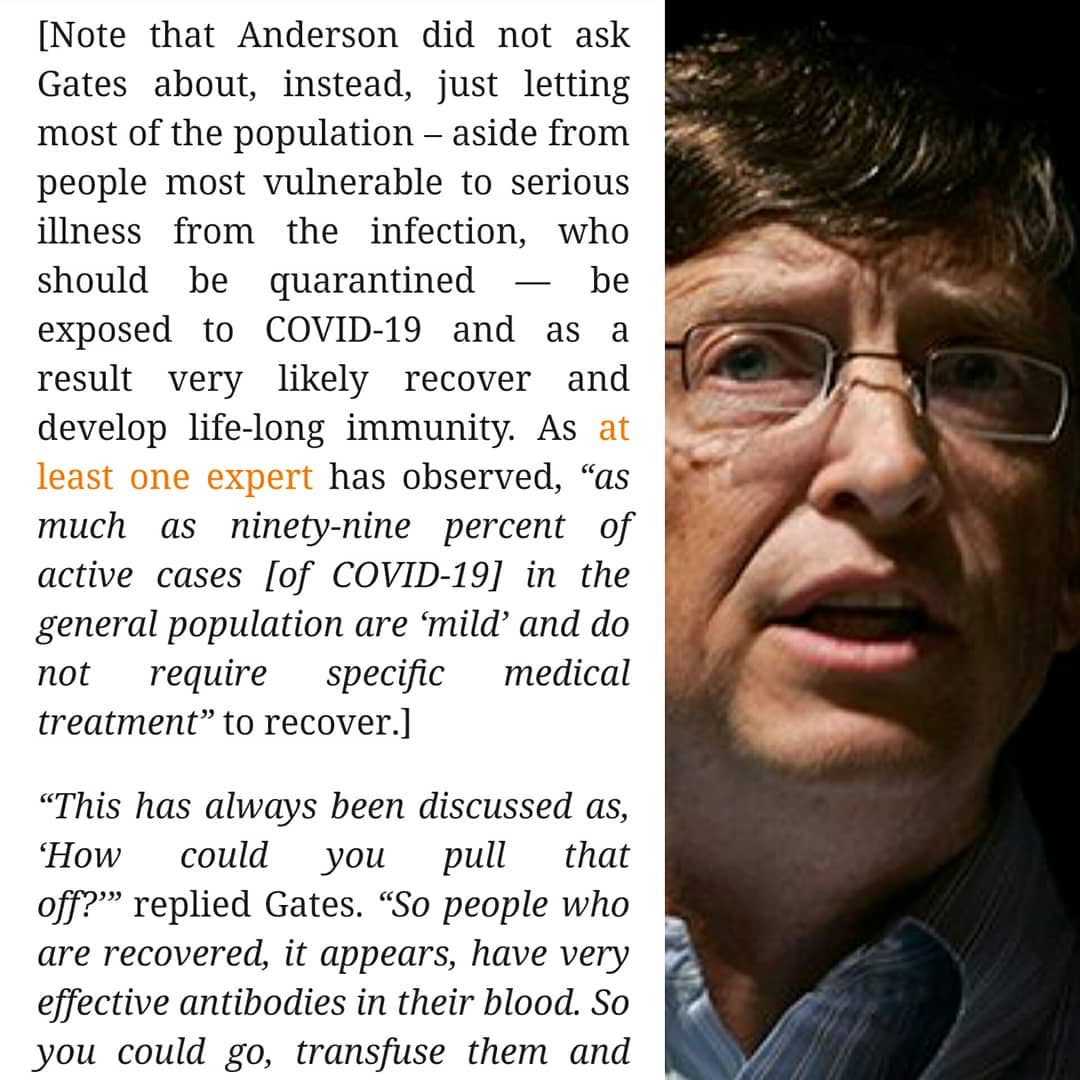 [Note that Anderson did not ask
Gates about, instead, just letting
most of the population – aside from
people most vulnerable to serious
illness from the infection, who
should be quarantined — be
exposed to COVID-19 and as a
result very likely recover and
develop life-long immunity. As at
least one expert has observed, “as
much as ninety-nine percent of
active cases [of COVID-19] in the
general population are ‘mild’ and do
not require specific medical
treatment” to recover.]
“This has always been discussed as,
‘How could you pull that
off?’” replied Gates. “So people who
are recovered, it appears, have very
effective antibodies in their blood. So
you could go, transfuse them and